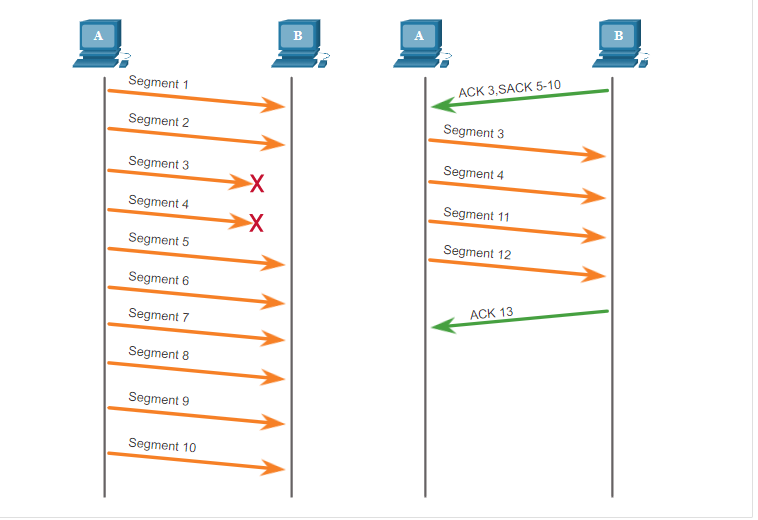 A
B
Segment 1
Segment 2
Segment 3
X
Segment 4
X
Segment 5
Segment 6
Segment 7
Segment 8
Segment 9
Segment 10
A
B
ACK 3,SACK 5-10
Segment 3
Segment 4
Segment 11
Segment 12
ACK 13